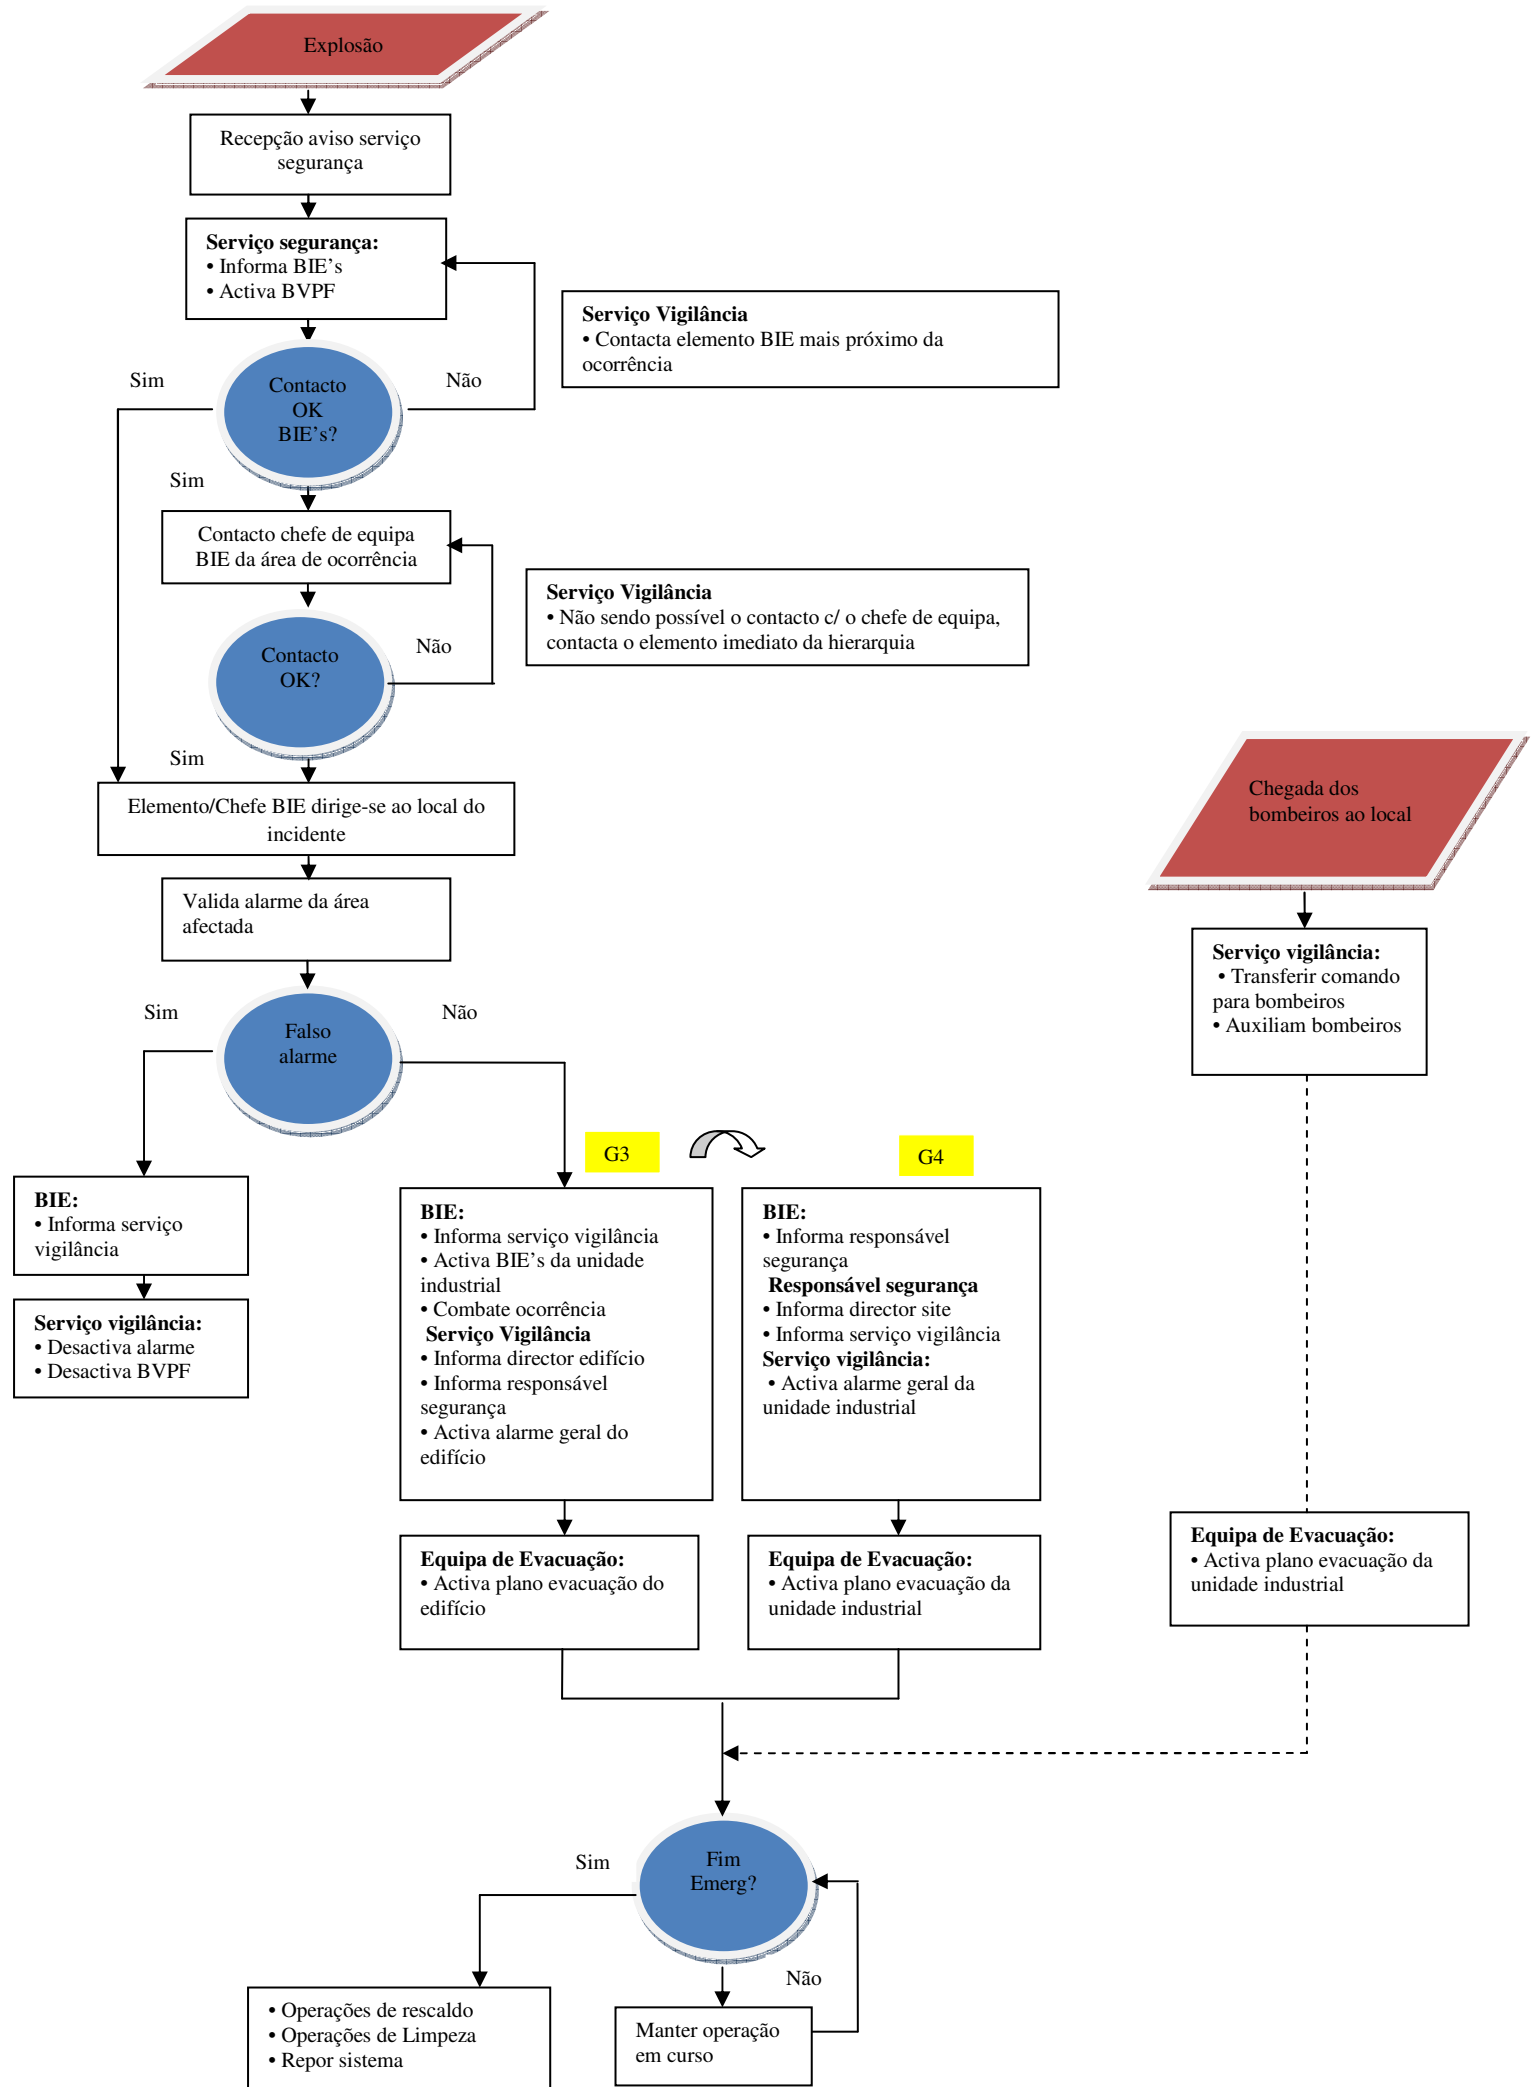 Explosão
Recepção aviso serviço
segurança
Serviço segurança:
• Informa BIE’s
• Activa BVPF
Serviço Vigilância
• Contacta elemento BIE mais próximo da
ocorrência
Sim
Contacto
OK
BIE’s?
Não
Sim
Contacto chefe de equipa
BIE da área de ocorrência
Serviço Vigilância
• Não sendo possível o contacto c/ o chefe de equipa,
contacta o elemento imediato da hierarquia
Contacto
OK?
Não
Sim
Elemento/Chefe BIE dirige-se ao local do
incidente
Chegada dos
bombeiros ao local
Valida alarme da área
afectada
Serviço vigilância:
• Transferir comando
para bombeiros
• Auxiliam bombeiros
Sim
Falso
alarme
Não
G3
G4
BIE:
• Informa serviço
vigilância
Serviço vigilância:
• Desactiva alarme
• Desactiva BVPF
BIE:
• Informa serviço vigilância
• Activa BIE’s da unidade
industrial
• Combate ocorrência
Serviço Vigilância
• Informa director edifício
• Informa responsável
segurança
• Activa alarme geral do
edifício
BIE:
• Informa responsável
segurança
Responsável segurança
• Informa director site
• Informa serviço vigilância
Serviço vigilância:
• Activa alarme geral da
unidade industrial
Equipa de Evacuação:
• Activa plano evacuação do
edifício
Equipa de Evacuação:
• Activa plano evacuação da
unidade industrial
Equipa de Evacuação:
• Activa plano evacuação da
unidade industrial
Sim
Fim
Emerg?
Não
• Operações de rescaldo
• Operações de Limpeza
• Repor sistema
Manter operação
em curso